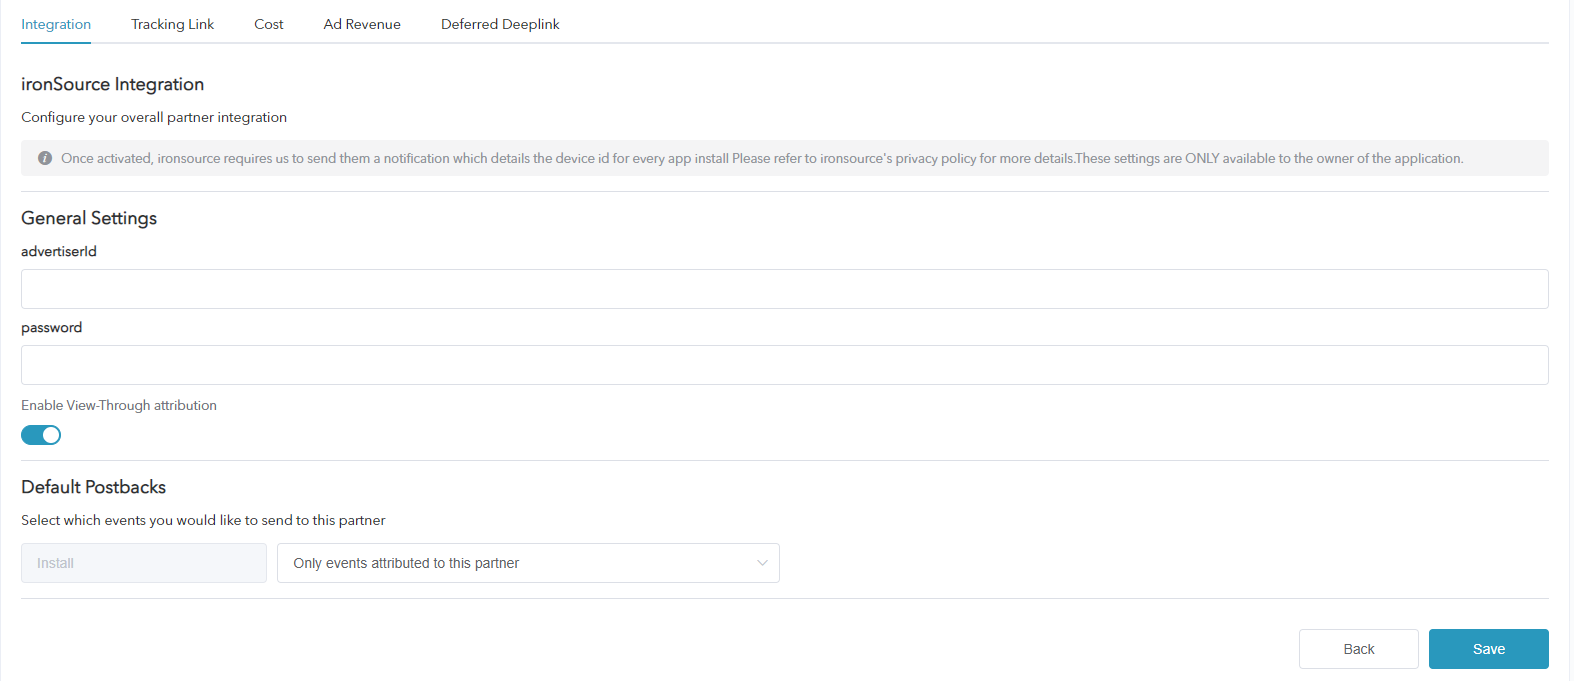 Integration Tracking Link Cost Ad Revenue Deferred Deeplink
ironSource Integration
Configure your overall partner integration
Once activated, ironsource requires us to send them a notification which details the device id for every app install Please refer to ironsource's privacy policy for more details.These settings are ONLY available to the owner of the application.
General Settings
advertiserId
password
Enable View-Through attribution
Default Postbacks
Select which events you would like to send to this partner
Install Only events attributed to this partner
Back Save